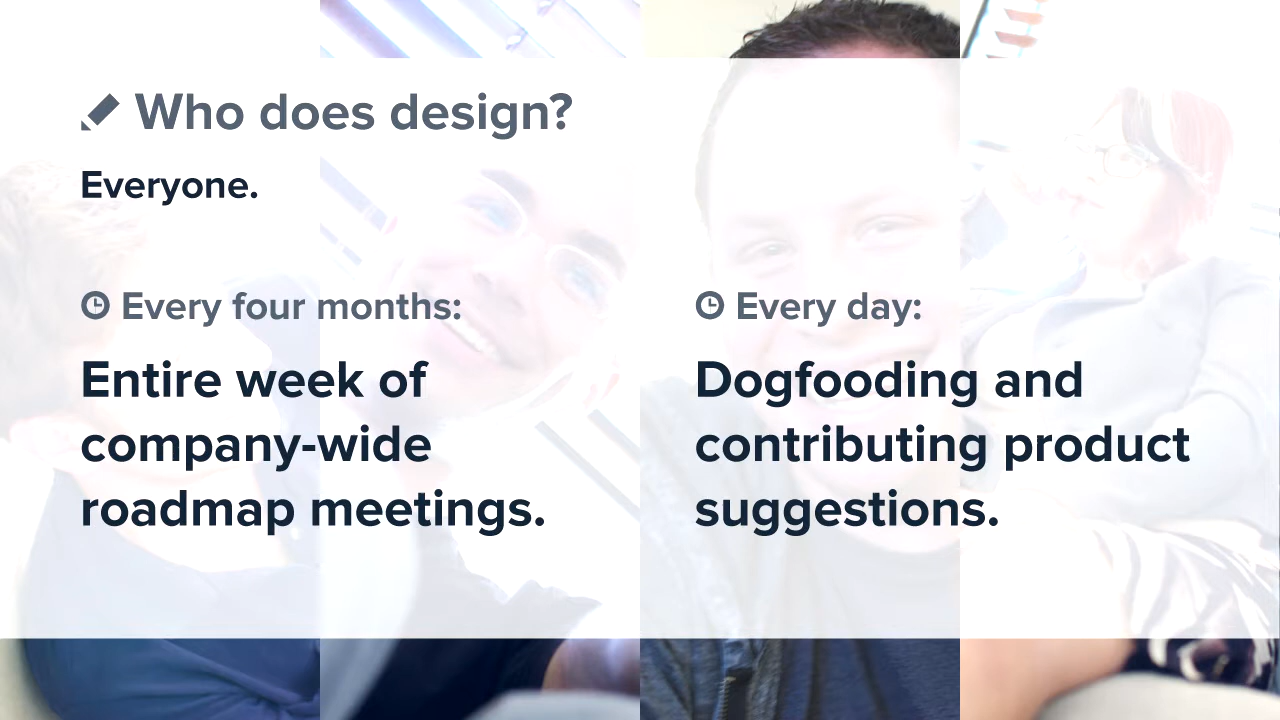 Who does design?
Everyone.
Every four months:
Entire week of
company-wide
roadmap meetings.
Every day:
Dogfooding and
contributing product
suggestions.